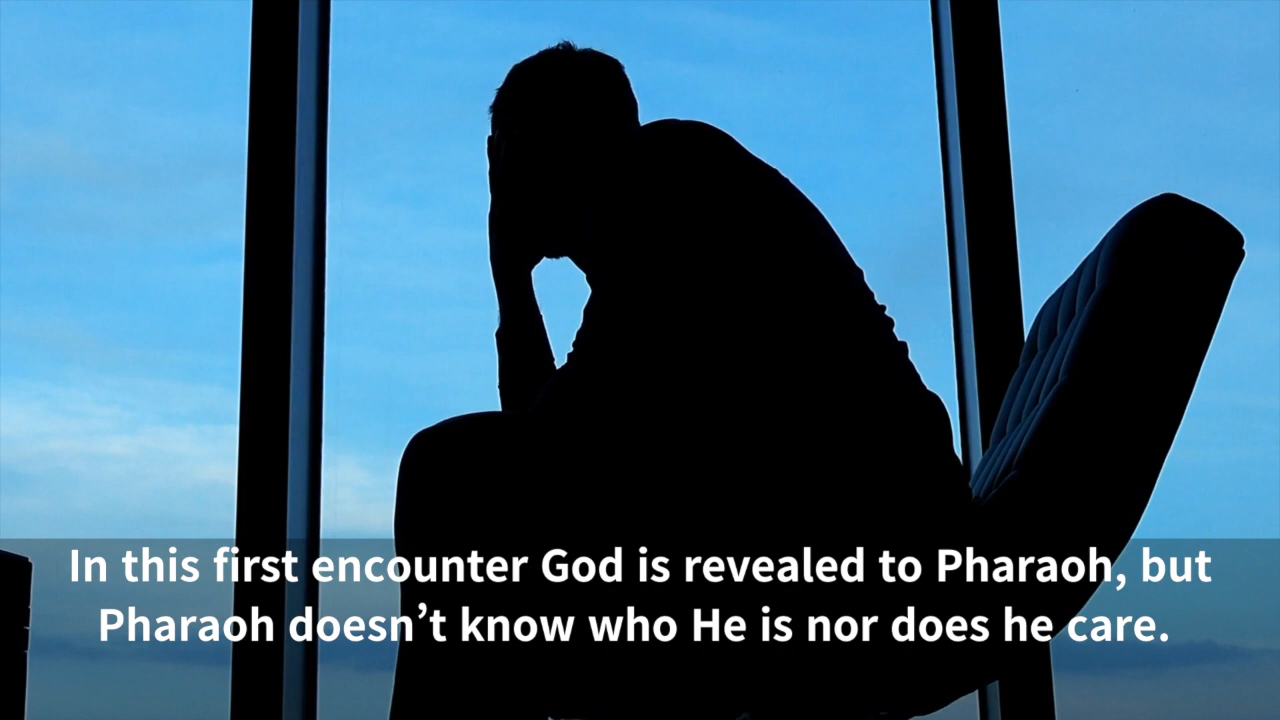 In this first encounter God is revealed to Pharaoh, but
Pharaoh doesn’t know who He is nor does he care.